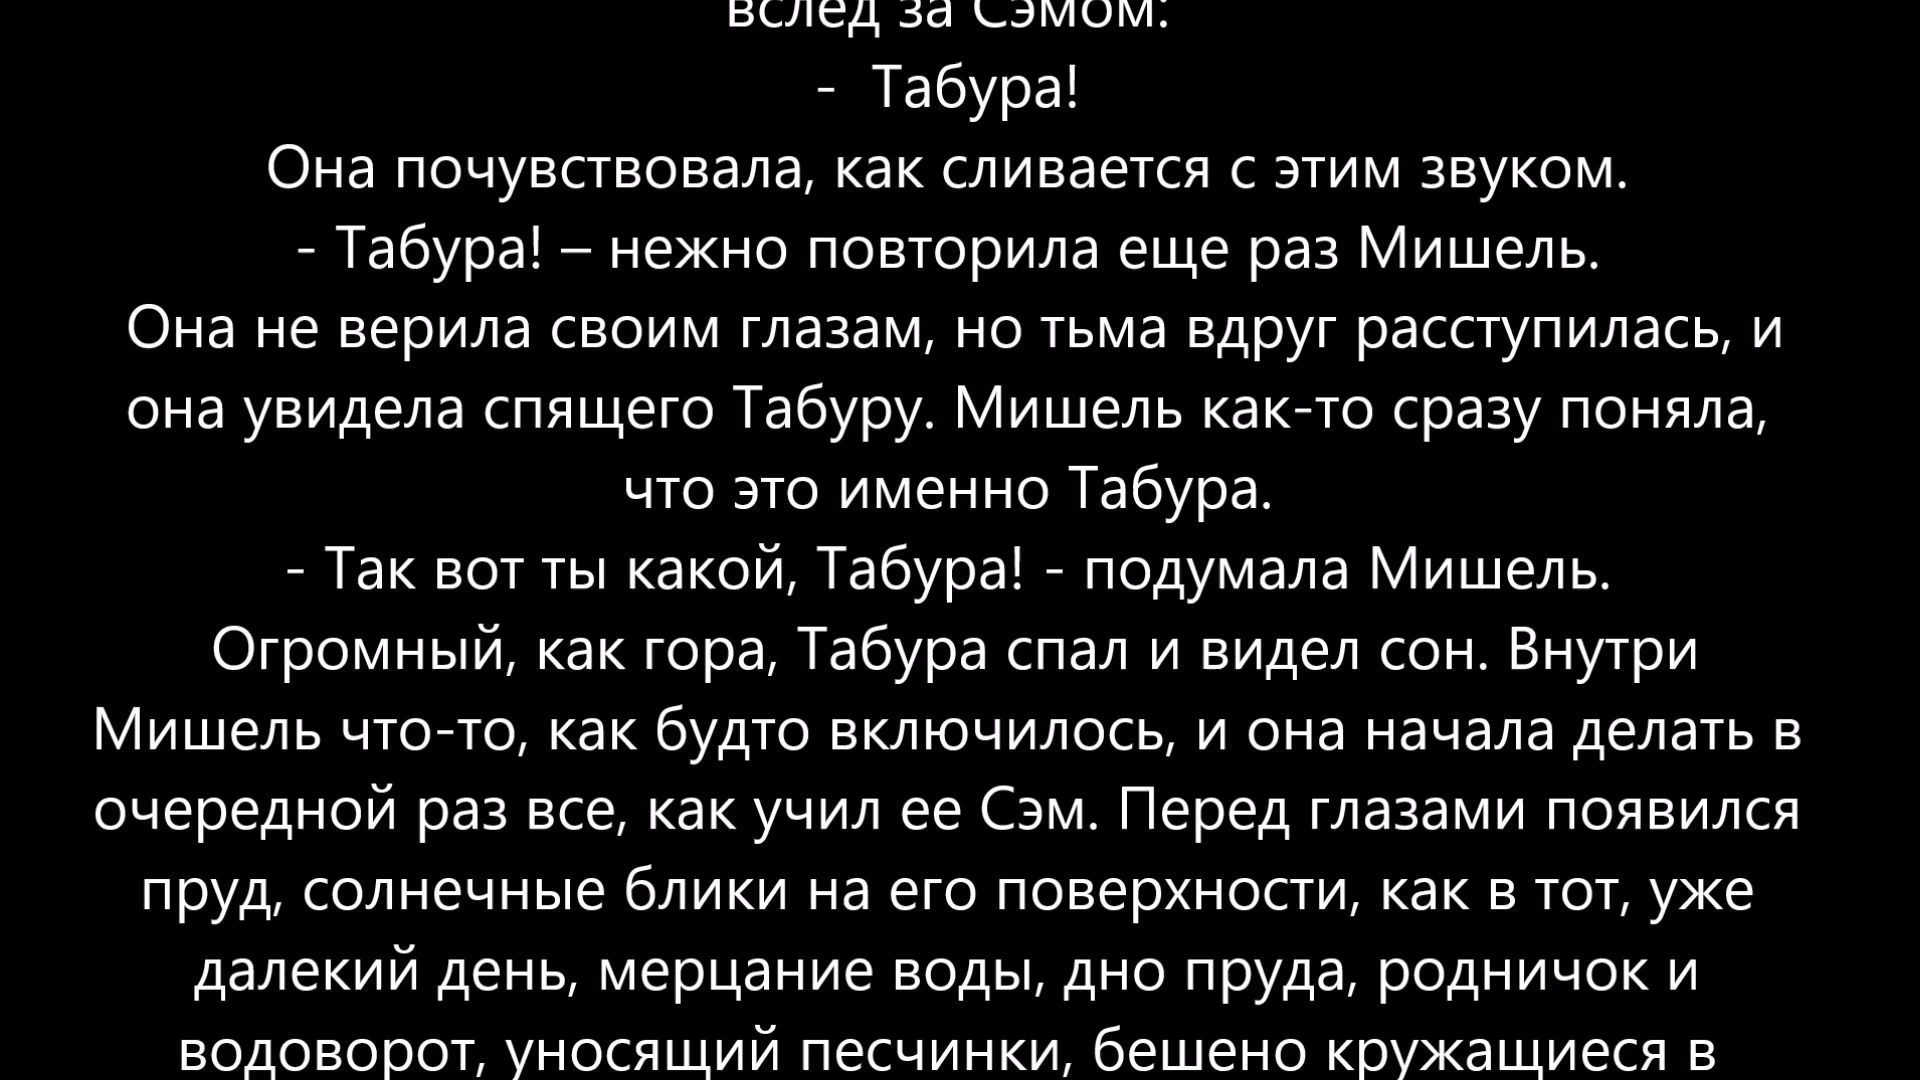 вслед за Сэмом:
- Табура!
Она почувствовала, как сливается с этим звуком.
- Табура! – нежно повторила еще раз Мишель.
Она не верила своим глазам, но тьма вдруг расступилась, и
она увидела спящего Табуру. Мишель как-то сразу поняла,
что это именно Табура.
- Так вот ты какой, Табура! - подумала Мишель.
Огромный, как гора, Табура спал и видел сон. Внутри
Мишель что-то, как будто включилось, и она начала делать в
очередной раз все, как учил ее Сэм. Перед глазами появился
пруд, солнечные блики на его поверхности, как в тот, уже
далекий день, мерцание воды, дно пруда, родничок и
водоворот, уносящий песчинки, бешено кружащиеся в